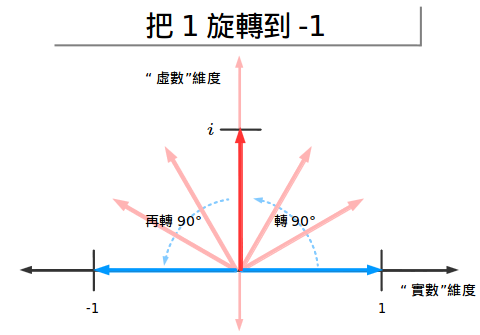 把 1 旋轉到 -1
“ 虛數”維度
i
再轉 90°
轉 90°
“ 實數”維度
-1
1